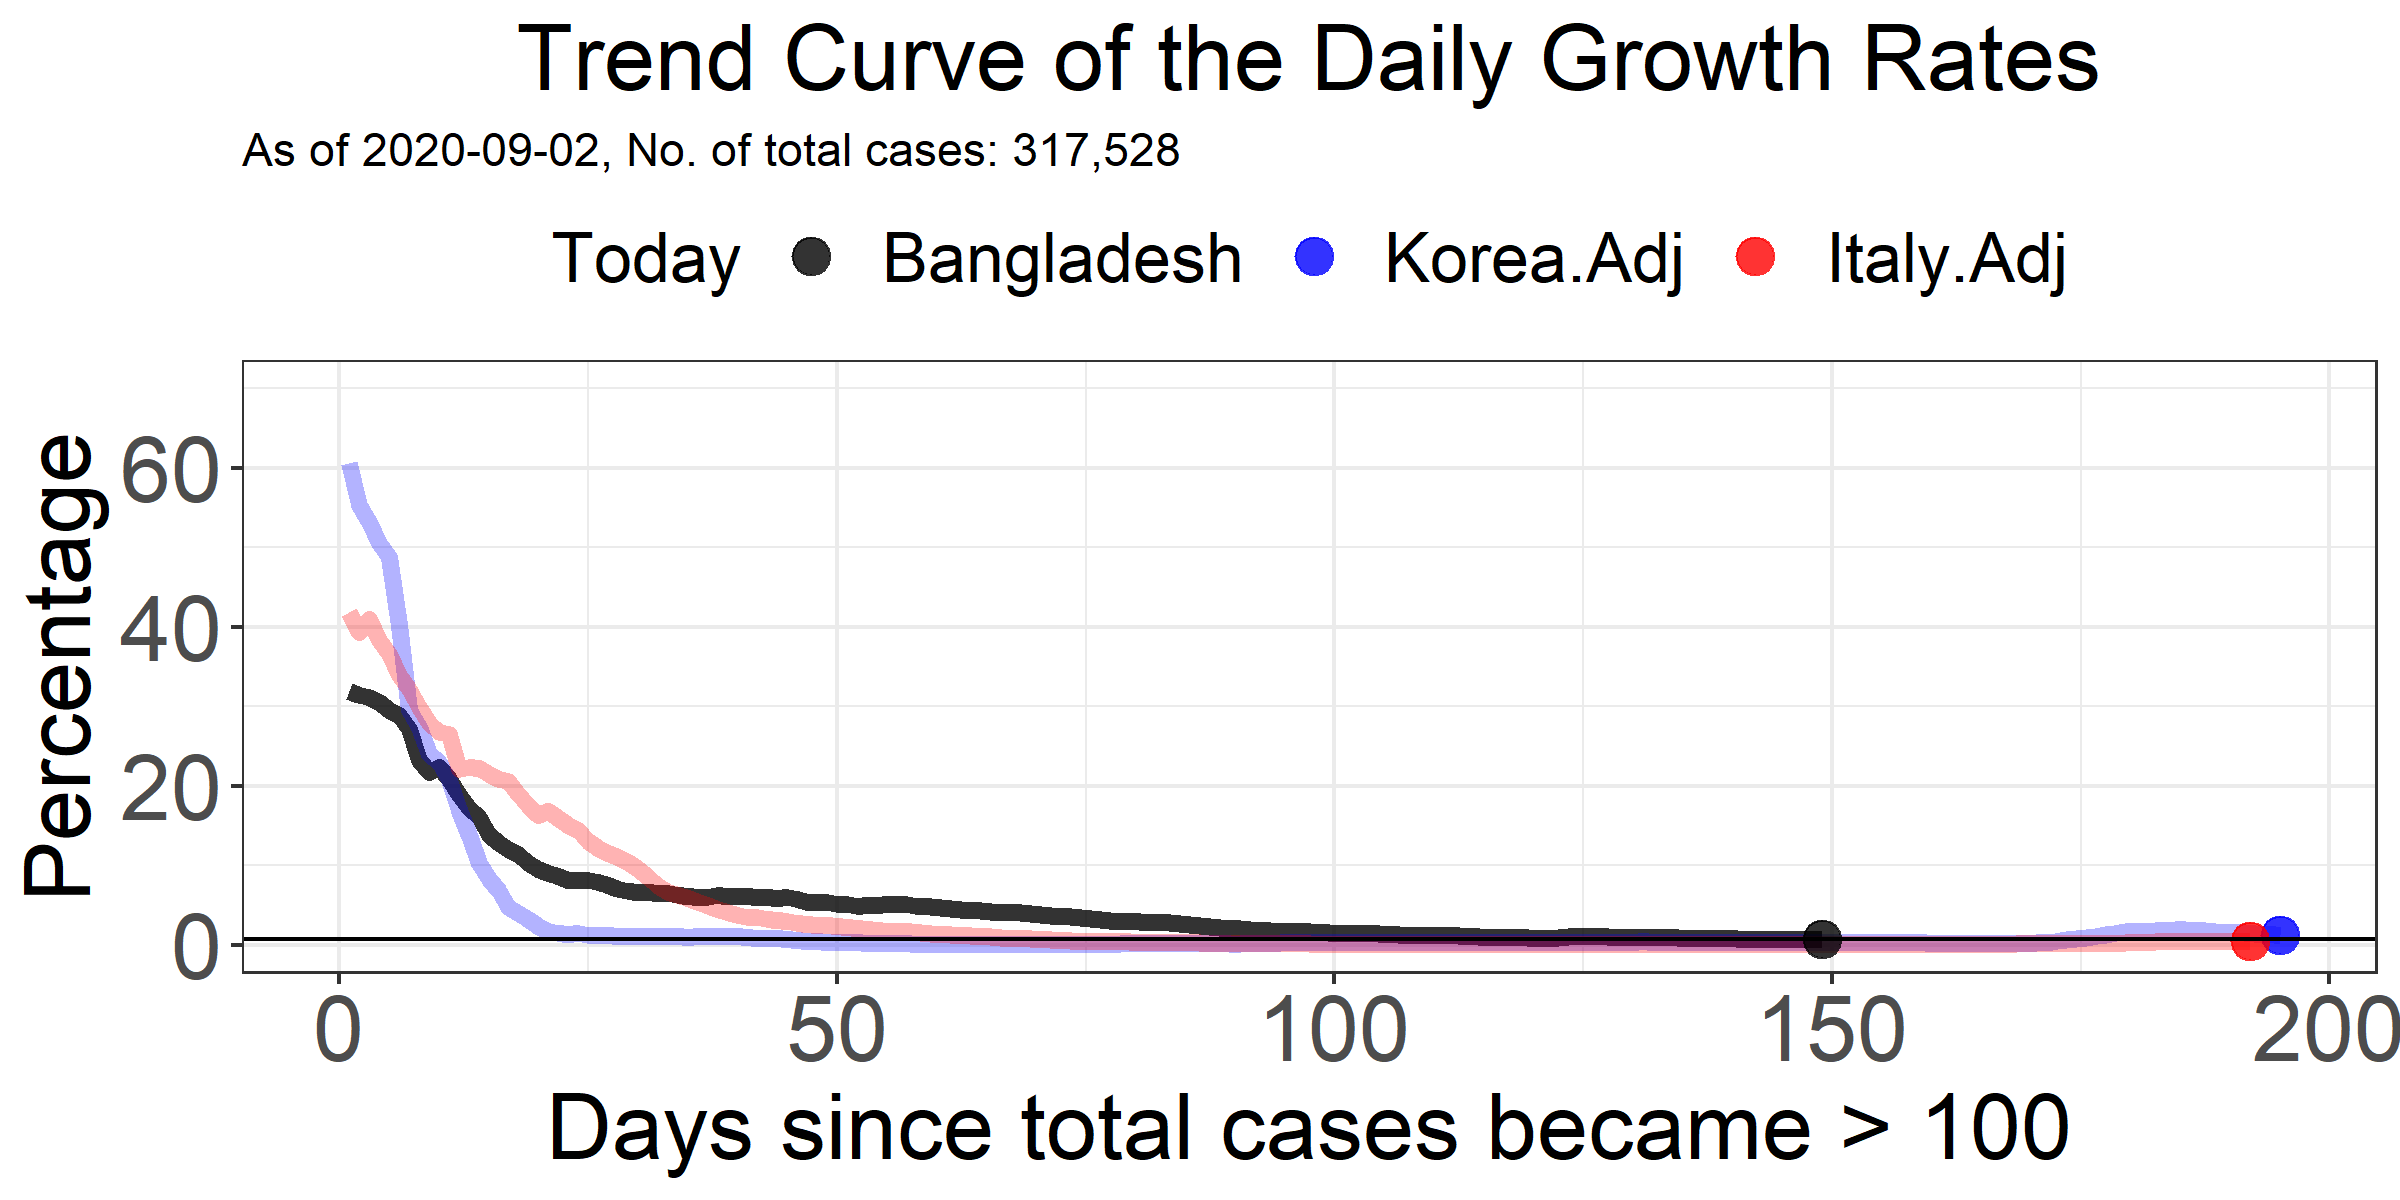 Trend Curve of the Daily Growth Rates
As of 2020-09-02, No. of total cases: 317,528
Today Bangladesh Korea.Adj Italy.Adj
Percentage
60
40
20
0
0 50 100 150 200
Days since total cases became > 100